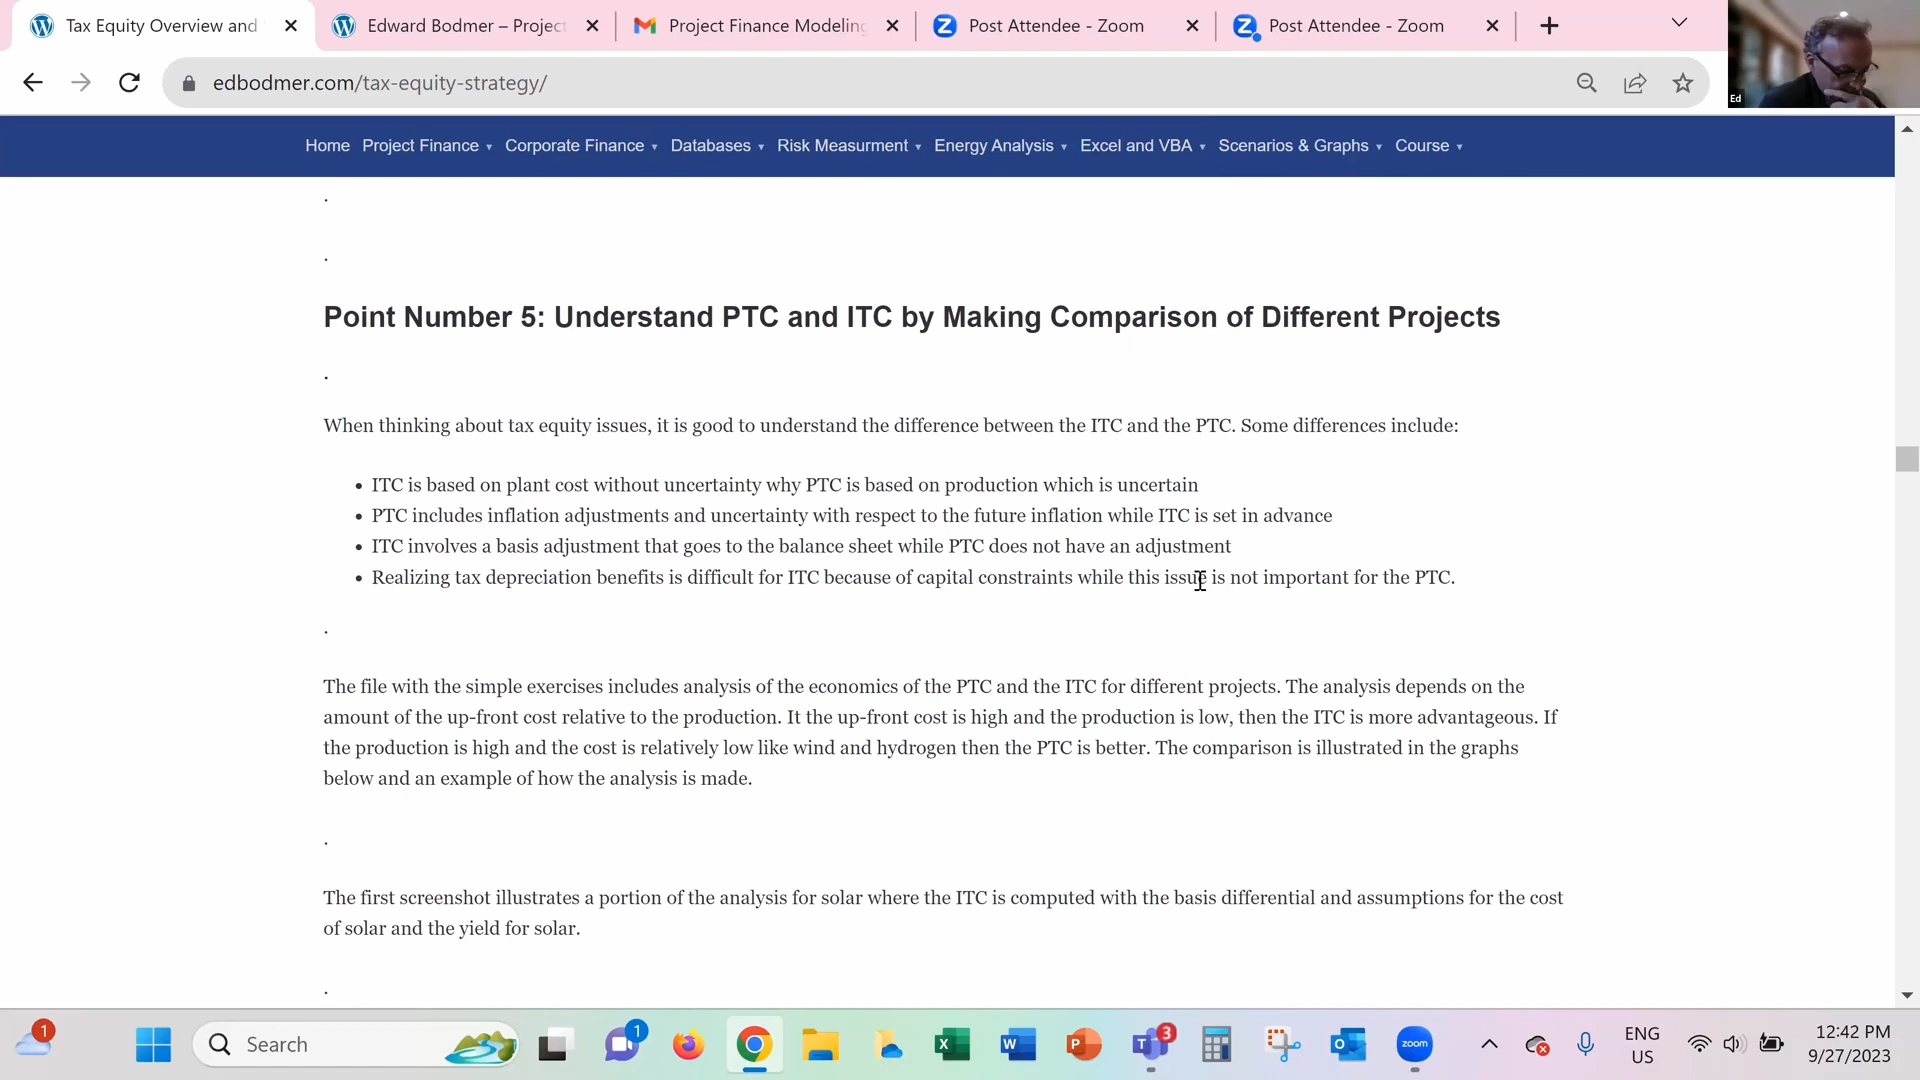 Tax Equity Overview and
Edward Bodmer – Project
Project Finance Modeling
Post Attendee - Zoom
Post Attendee - Zoom
edbodmer.com/tax-equity-strategy/
Ed
Home Project Finance Corporate Finance Databases Risk Measurment Energy Analysis Excel and VBA Scenarios & Graphs Course
.
.
Point Number 5: Understand PTC and ITC by Making Comparison of Different Projects
.
When thinking about tax equity issues, it is good to understand the difference between the ITC and the PTC. Some differences include:
• ITC is based on plant cost without uncertainty why PTC is based on production which is uncertain
• PTC includes inflation adjustments and uncertainty with respect to the future inflation while ITC is set in advance
• ITC involves a basis adjustment that goes to the balance sheet while PTC does not have an adjustment
• Realizing tax depreciation benefits is difficult for ITC because of capital constraints while this issue is not important for the PTC.
.
The file with the simple exercises includes analysis of the economics of the PTC and the ITC for different projects. The analysis depends on the
amount of the up-front cost relative to the production. It the up-front cost is high and the production is low, then the ITC is more advantageous. If
the production is high and the cost is relatively low like wind and hydrogen then the PTC is better. The comparison is illustrated in the graphs
below and an example of how the analysis is made.
.
The first screenshot illustrates a portion of the analysis for solar where the ITC is computed with the basis differential and assumptions for the cost
of solar and the yield for solar.
.
1
Search
1
3
zoom
ENG
US
12:42 PM
9/27/2023